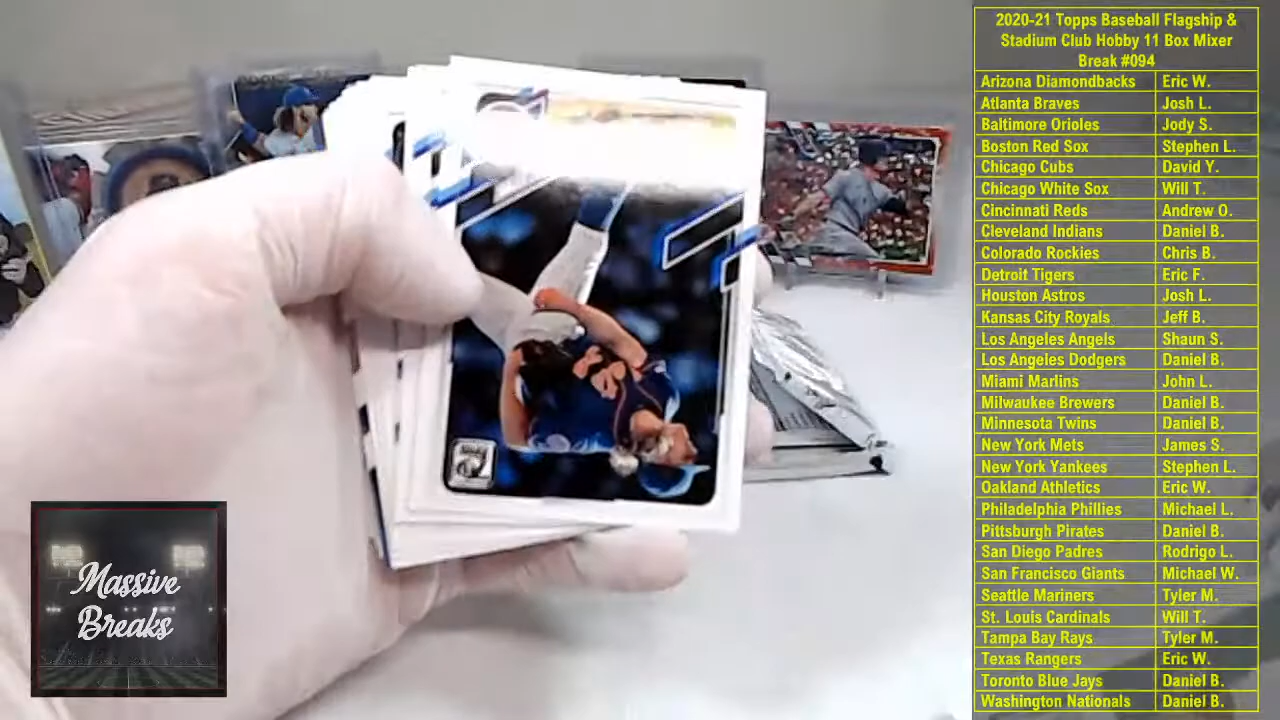 2020-21 Topps Baseball Flagship &
Stadium Club Hobby 11 Box Mixer
Break #094
Arizona Diamondbacks Eric W.
Atlanta Braves Josh L.
Baltimore Orioles Jody S.
Boston Red Sox Stephen L.
Chicago Cubs David Y.
Chicago White Sox Will T.
Cincinnati Reds Andrew O.
Cleveland Indians Daniel B.
Colorado Rockies Chris B.
Detroit Tigers Eric F.
Houston Astros Josh L.
Kansas City Royals Jeff B.
Los Angeles Angels Shaun S.
Los Angeles Dodgers Daniel B.
Miami Marlins John L.
Milwaukee Brewers Daniel B.
Minnesota Twins Daniel B.
New York Mets James S.
New York Yankees Stephen L.
Oakland Athletics Eric W.
Philadelphia Phillies Michael L.
Pittsburgh Pirates Daniel B.
San Diego Padres Rodrigo L.
San Francisco Giants Michael W.
Seattle Mariners Tyler M.
St. Louis Cardinals Will T.
Tampa Bay Rays Tyler M.
Texas Rangers Eric W.
Toronto Blue Jays Daniel B.
Washington Nationals Daniel B.
Massive
Breaks